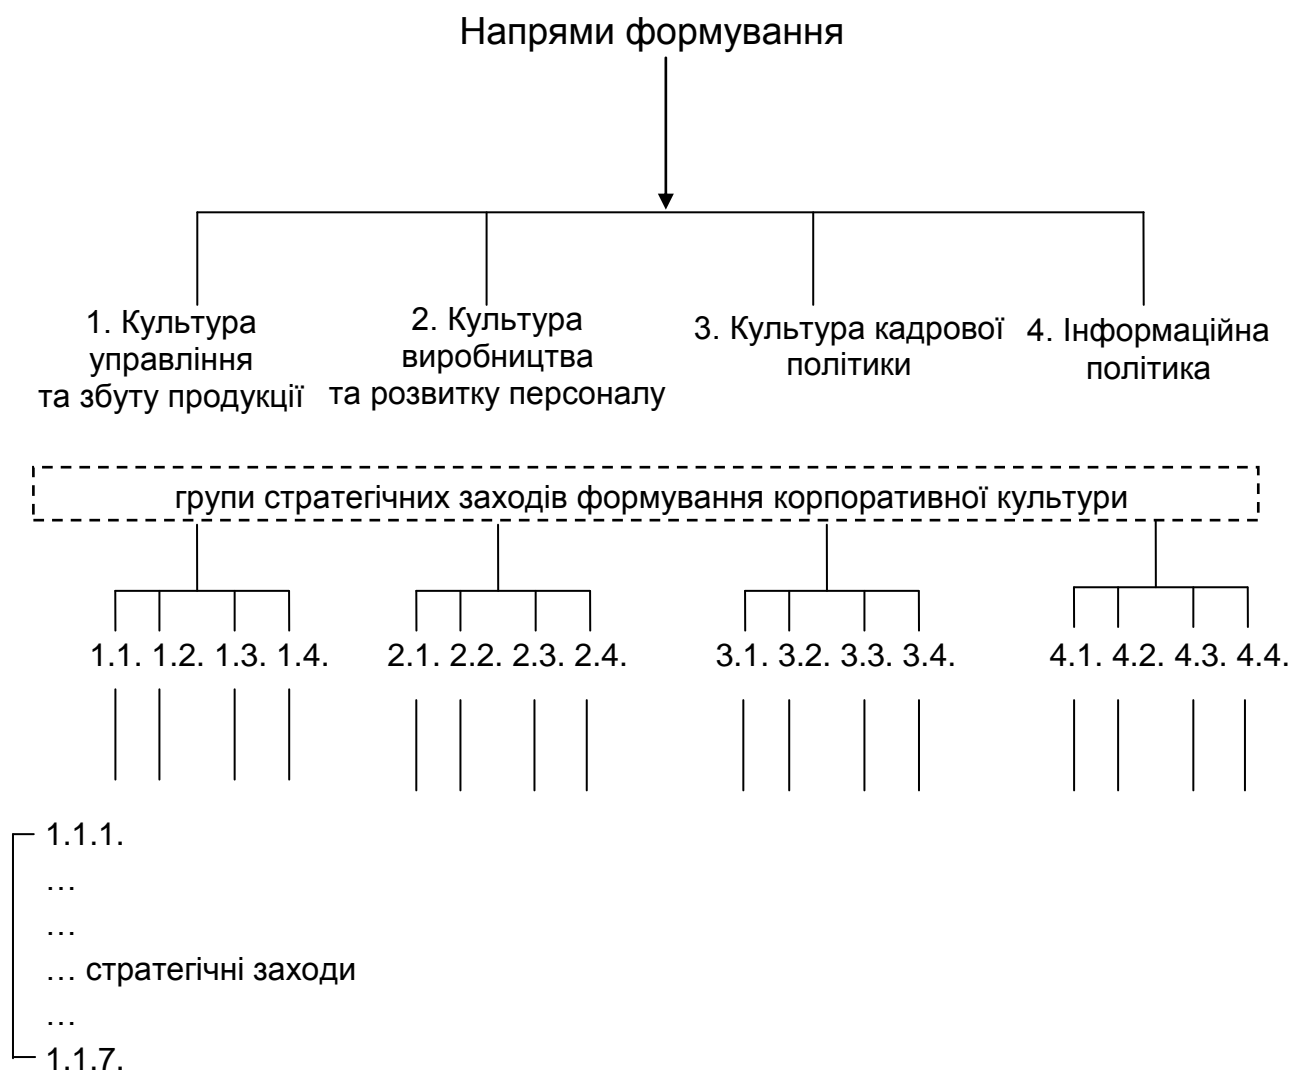 Напрями формування
1. Культура
управління
та збуту продукції
2. Культура
виробництва
та розвитку персоналу
3. Культура кадрової
політики
4. Інформаційна
політика
групи стратегічних заходів формування корпоративної культури
1.1. 1.2. 1.3. 1.4.
2.1. 2.2. 2.3. 2.4.
3.1. 3.2. 3.3. 3.4.
4.1. 4.2. 4.3. 4.4.
1.1.1.
…
…
… стратегічні заходи
…
1.1.7.